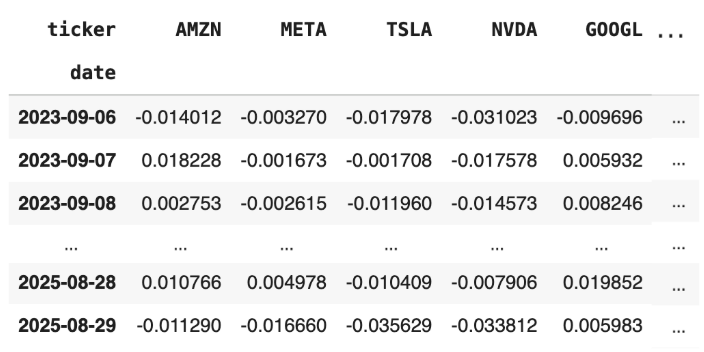 ticker AMZN META TSLA NVDA GOOGL ...
date
2023-09-06 -0.014012 -0.003270 -0.017978 -0.031023 -0.009696 ...
2023-09-07 0.018228 -0.001673 -0.001708 -0.017578 0.005932 ...
2023-09-08 0.002753 -0.002615 -0.011960 -0.014573 0.008246 ...
... ... ... ... ... ... ...
2025-08-28 0.010766 0.004978 -0.010409 -0.007906 0.019852 ...
2025-08-29 -0.011290 -0.016660 -0.035629 -0.033812 0.005983 ...